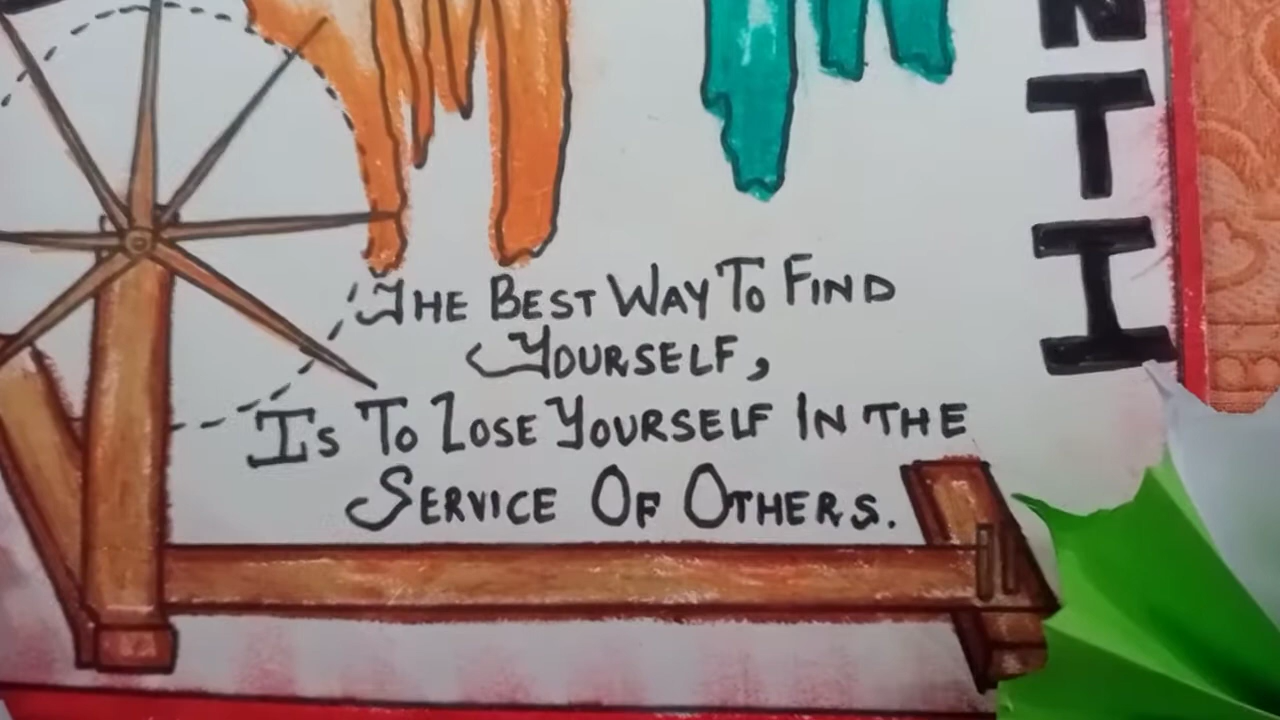 THE BEST WAY TO FIND
YOURSELF,
IS TO LOSE YOURSELF IN THE
SERVICE OF OTHERS.
NTI